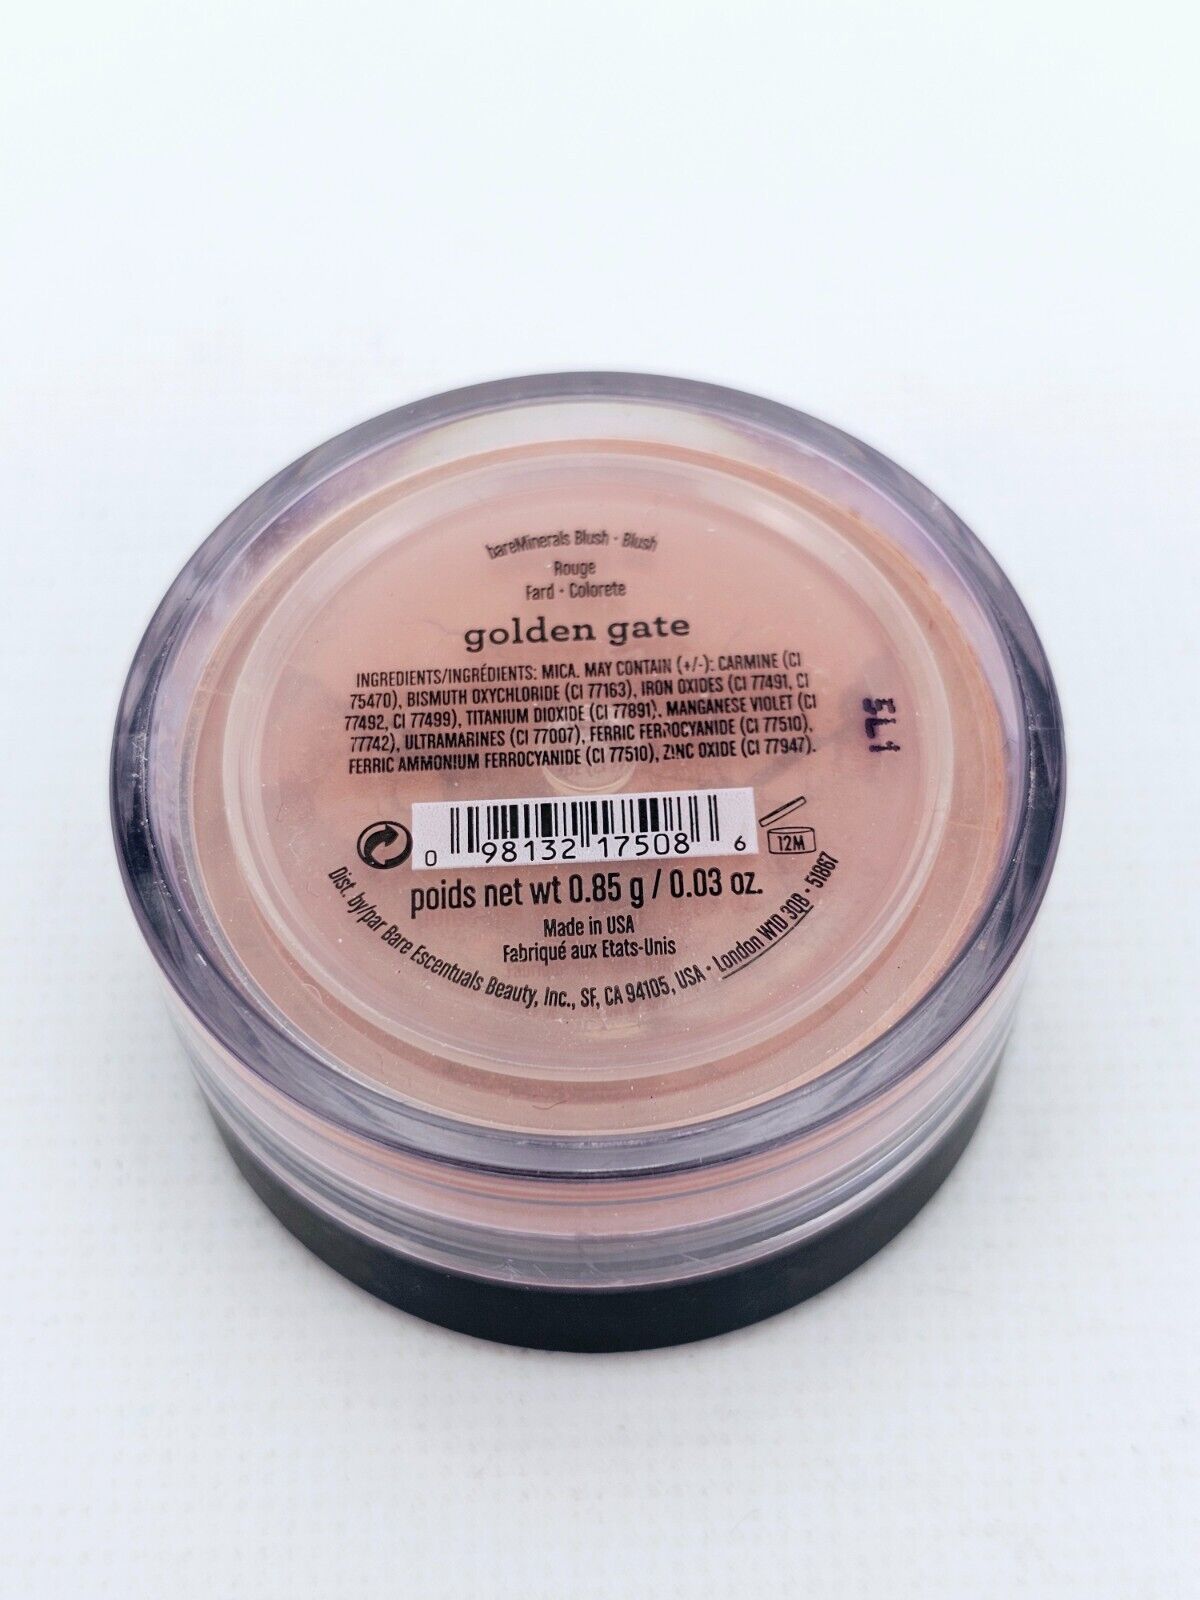 bareMinerals Blush • Blush
Rouge
Fard • Colorete
golden gate
INGREDIENTS/INGRÉDIENTS: MICA. MAY CONTAIN (+/-): CARMINE (CI
75470), BISMUTH OXYCHLORIDE (CI 77163), IRON OXIDES (CI 77491, CI
77492, CI 77499), TITANIUM DIOXIDE (CI 77891), MANGANESE VIOLET (CI
77742), ULTRAMARINES (CI 77007), FERRIC FERROCYANIDE (CI 77510),
FERRIC AMMONIUM FERROCYANIDE (CI 77510), ZINC OXIDE (CI 77947).
0 98132 17508 6
12M
poids net wt 0.85 g / 0.03 oz.
Made in USA
Fabriqué aux Etats-Unis
Dist. by/par Bare Escentuals Beauty, Inc., SF, CA 94105, USA • London W1D 3QB • 51867